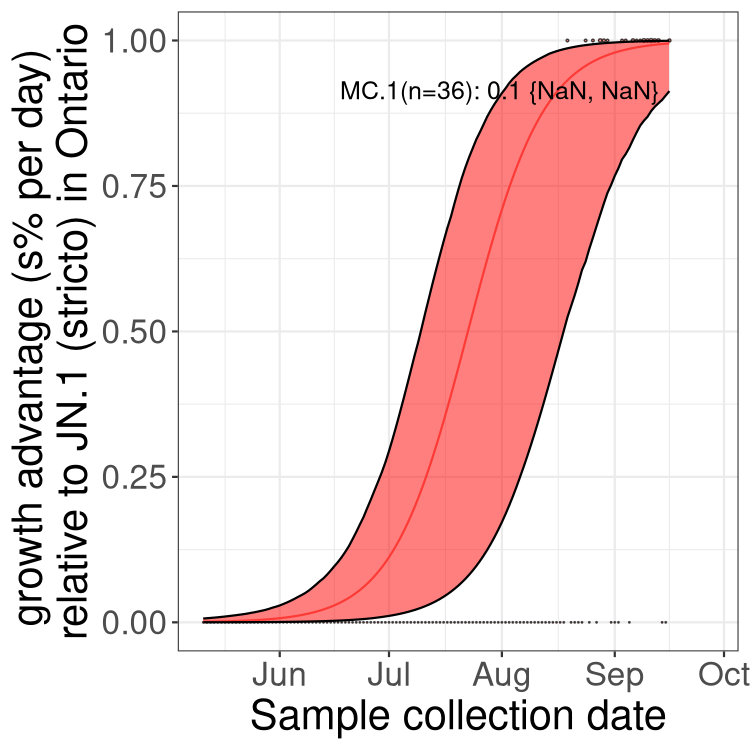 growth advantage (s% per day)
relative to JN.1 (stricto) in Ontario
1.00
0.75
0.50
0.25
0.00
MC.1(n=36): 0.1 {NaN, NaN}
Jun Jul Aug Sep Oct
Sample collection date